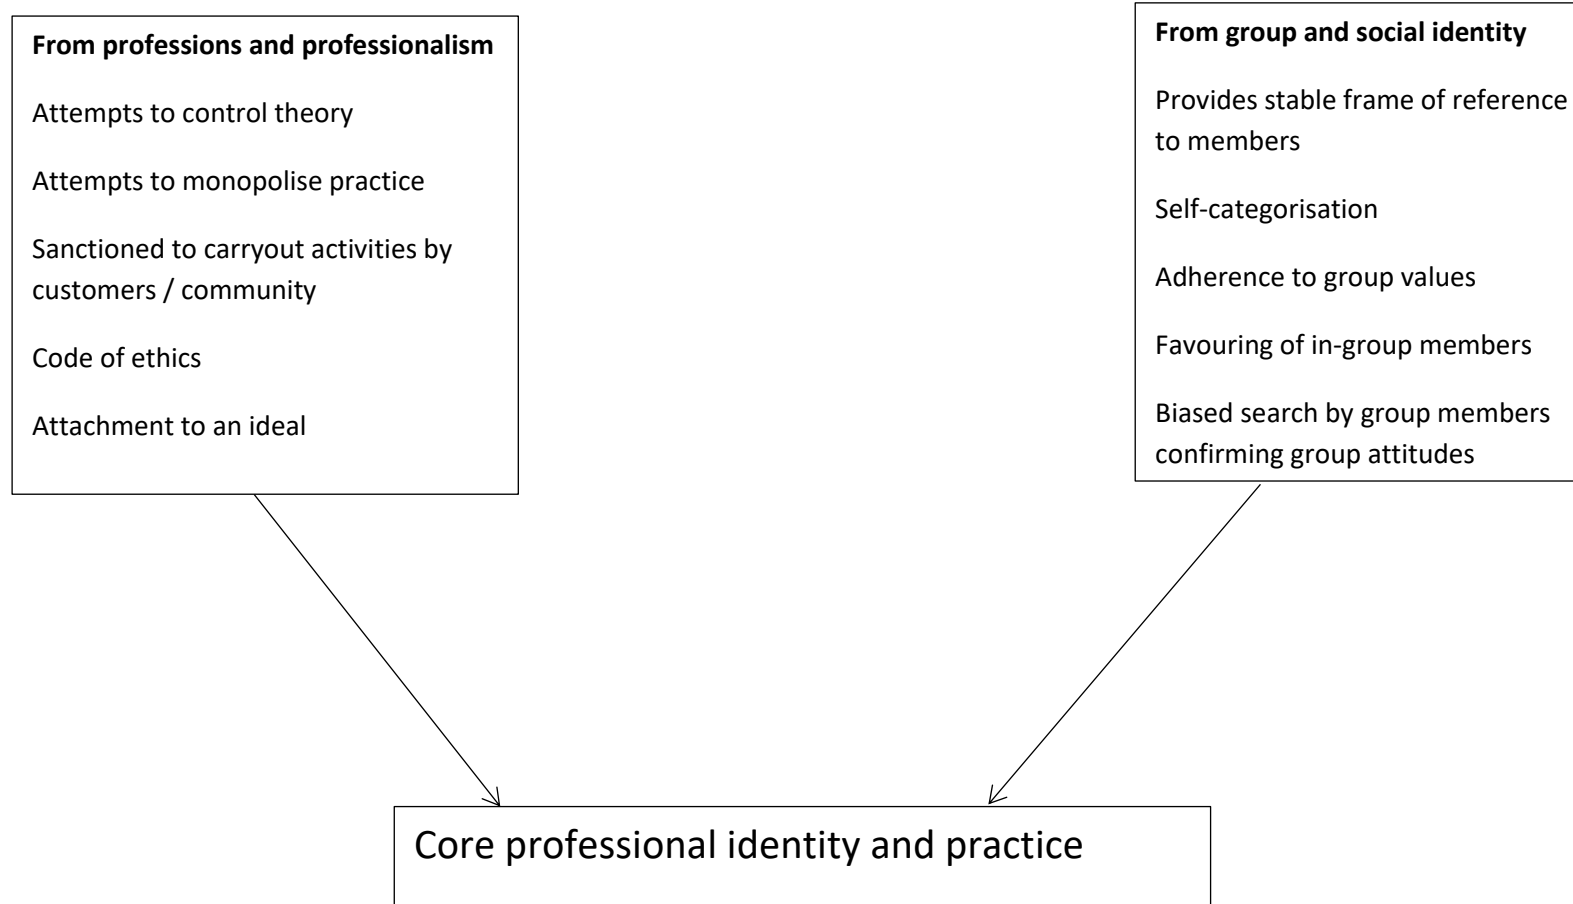 From professions and professionalism
Attempts to control theory
Attempts to monopolise practice
Sanctioned to carryout activities by
customers / community
Code of ethics
Attachment to an ideal
From group and social identity
Provides stable frame of reference
to members
Self-categorisation
Adherence to group values
Favouring of in-group members
Biased search by group members
confirming group attitudes
Core professional identity and practice